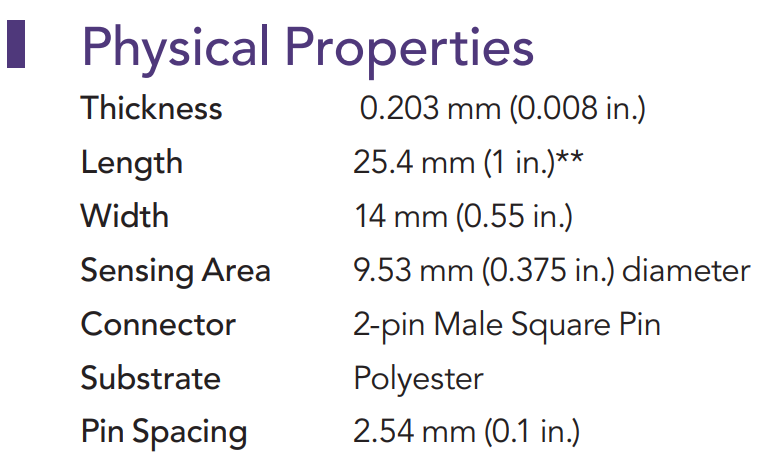 Physical Properties
Thickness 0.203 mm (0.008 in.)
Length 25.4 mm (1 in.)**
Width 14 mm (0.55 in.)
Sensing Area 9.53 mm (0.375 in.) diameter
Connector 2-pin Male Square Pin
Substrate Polyester
Pin Spacing 2.54 mm (0.1 in.)